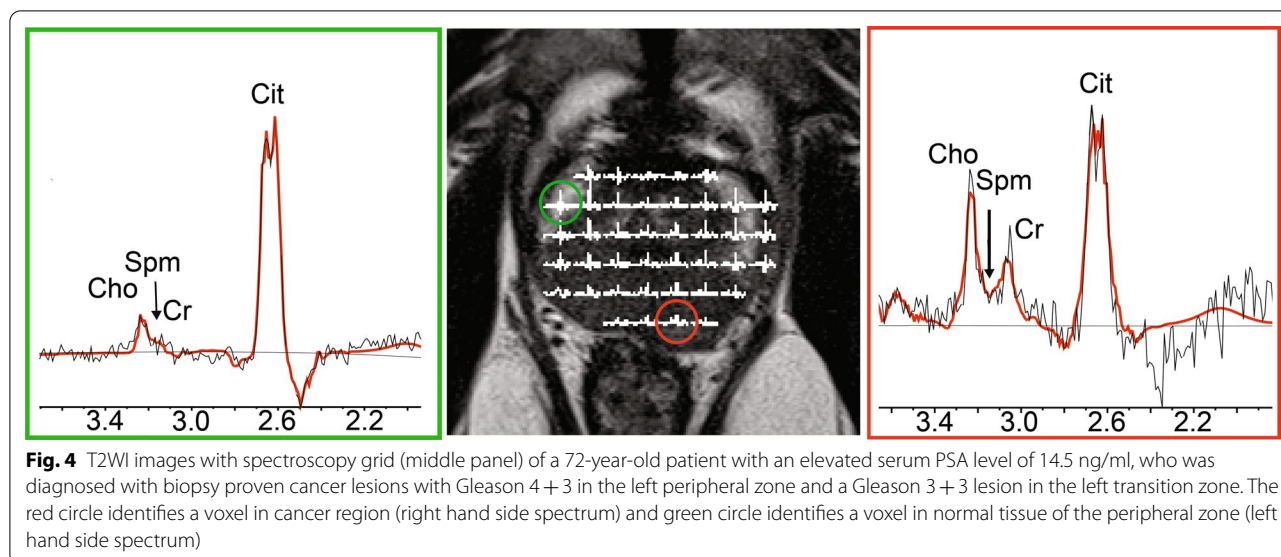 Cit
Spm
Cho
Cr
3.4 3.0 2.6 2.2
Cit
Cho
Spm
Cr
3.4 3.0 2.6 2.2
Fig. 4 T2WI images with spectroscopy grid (middle panel) of a 72-year-old patient with an elevated serum PSA level of 14.5 ng/ml, who was
diagnosed with biopsy proven cancer lesions with Gleason 4 + 3 in the left peripheral zone and a Gleason 3 + 3 lesion in the left transition zone. The
red circle identifies a voxel in cancer region (right hand side spectrum) and green circle identifies a voxel in normal tissue of the peripheral zone (left
hand side spectrum)